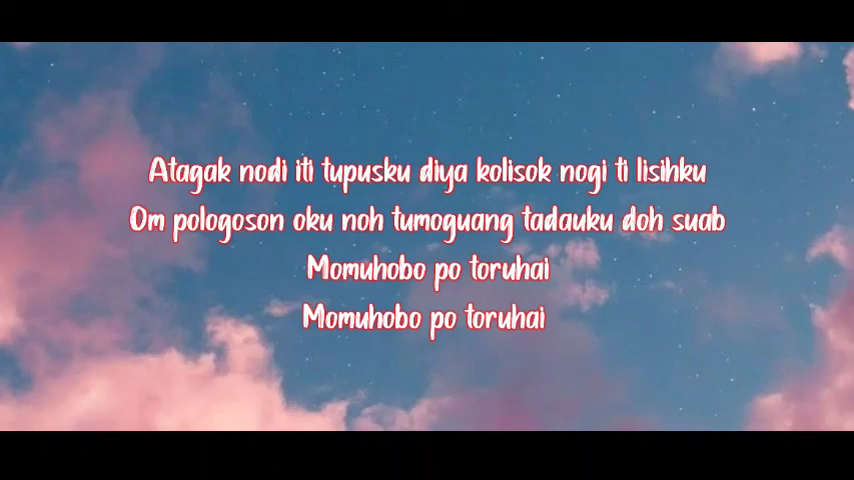 Atagak nodi iti tupusku diya kolisok nogi ti lisihku
Om pologoson oku noh tumoguang tadauku doh suab
Momuhobo po toruhai
Momuhobo po toruhai